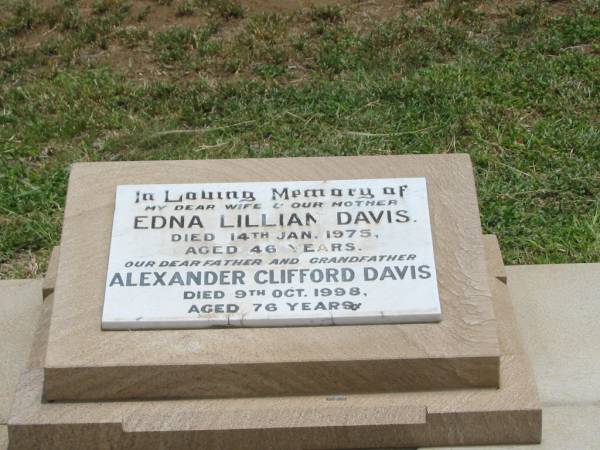 In Loving Memory of
MY DEAR WIFE & OUR MOTHER
EDNA LILLIAN DAVIS.
DIED 14TH JAN. 1975,
AGED 46 YEARS.
OUR DEAR FATHER AND GRANDFATHER
ALEXANDER CLIFFORD DAVIS
DIED 9TH OCT. 1998,
AGED 76 YEARS